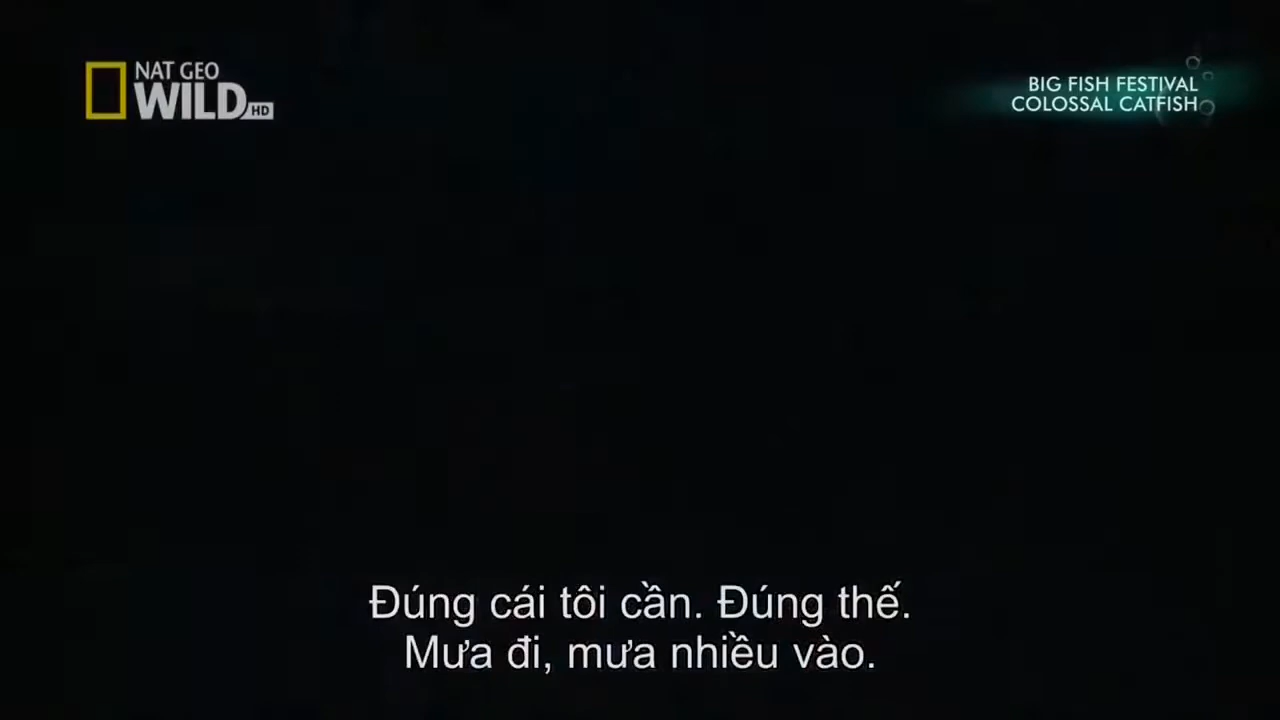 NAT GEO
WILD HD
BIG FISH FESTIVAL
COLOSSAL CATFISH
Đúng cái tôi cần. Đúng thế.
Mưa đi, mưa nhiều vào.